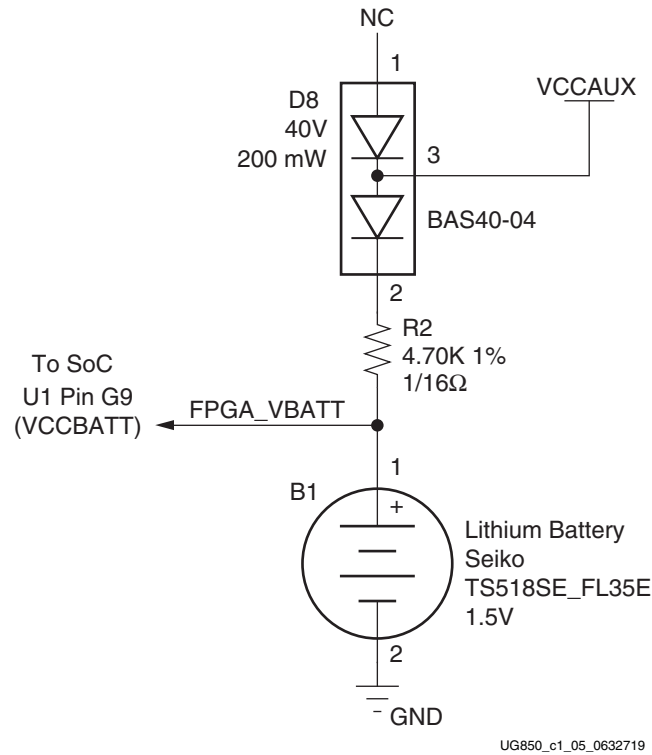 NC
1
D8
40V
200 mW
VCCAUX
3
BAS40-04
2
R2
4.70K 1%
1/16Ω
To SoC
U1 Pin G9
(VCCBATT)
FPGA_VBATT
1
B1
+
Lithium Battery
Seiko
TS518SE_FL35E
1.5V
2
GND
UG850_c1_05_0632719